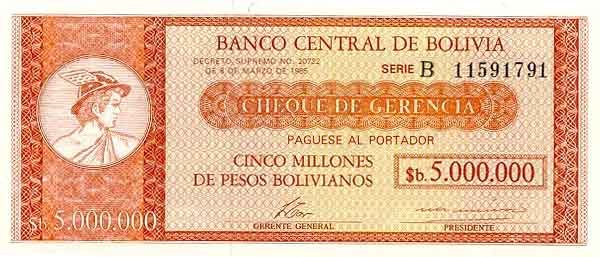 BANCO CENTRAL DE BOLIVIA
DECRETO SUPREMO NO. 20732
DE 8 DE MARZO DE 1985
SERIE B 11591791
CHEQUE DE GERENCIA
PAGUESE AL PORTADOR
CINCO MILLONES
DE PESOS BOLIVIANOS
$b. 5.000.000
$b. 5.000.000
GERENTE GENERAL
PRESIDENTE